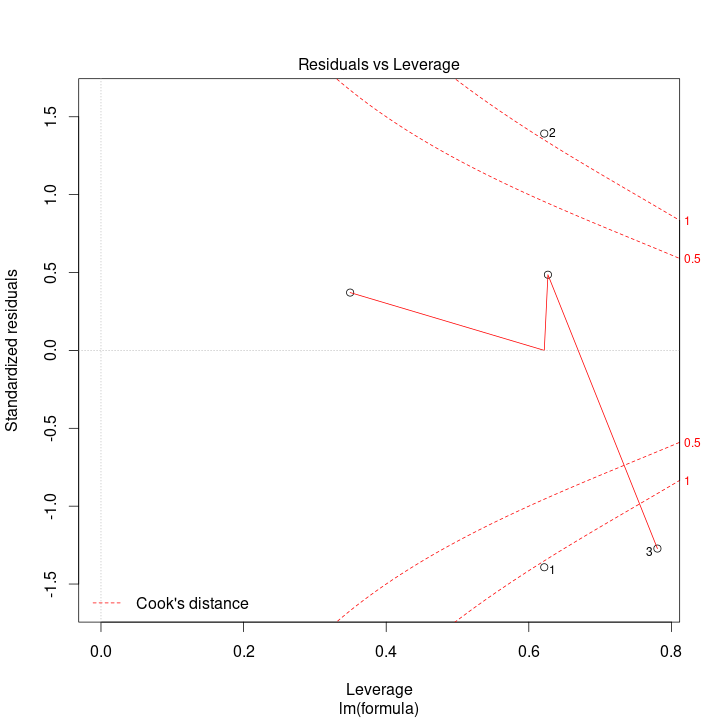 Residuals vs Leverage
Standardized residuals
1.5
1.0
0.5
0.0
-0.5
-1.0
-1.5
2
1
0.5
0.5
1
3
1
Cook's distance
0.0 0.2 0.4 0.6 0.8
Leverage
lm(formula)